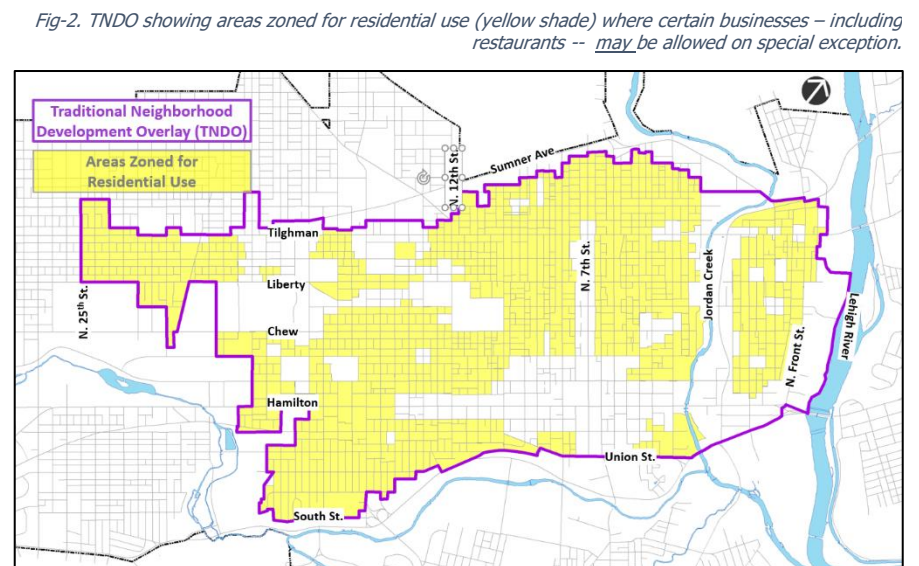 Fig-2. TNDO showing areas zoned for residential use (yellow shade) where certain businesses – including
restaurants -- may be allowed on special exception.
Traditional Neighborhood
Development Overlay (TNDO)
Areas Zoned for
Residential Use
N. 12th St.
Sumner Ave
Tilghman
N. 7th St.
Jordan Creek
Liberty
N. 25th St.
Lehigh River
Chew
N. Front St.
Hamilton
Union St.
South St.